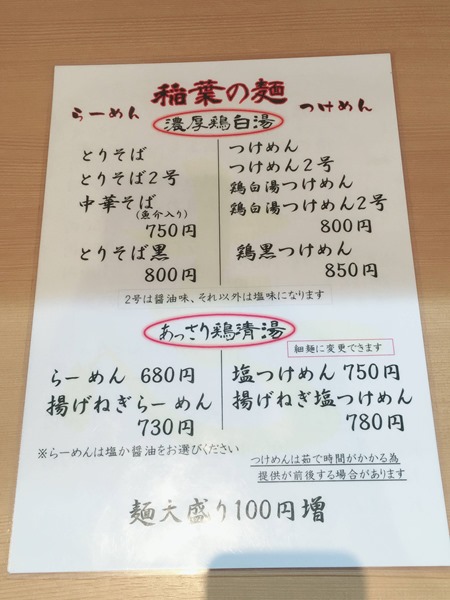 稲葉の麺
らーめん
つけめん
濃厚鶏白湯
とりそば
とりそば2号
中華そば
(魚介入り)
750円
とりそば黒
800円
つけめん
つけめん2号
鶏白湯つけめん
鶏白湯つけめん2号
800円
鶏黒つけめん
850円
2号は醤油味、それ以外は塩味になります
あっさり鶏清湯
細麺に変更できます
らーめん 680円
揚げねぎらーめん
730円
塩つけめん 750円
揚げねぎ塩つけめん
780円
※らーめんは塩か醤油をお選びください
つけめんは茹で時間がかかる為
提供が前後する場合があります
麺大盛り100円増